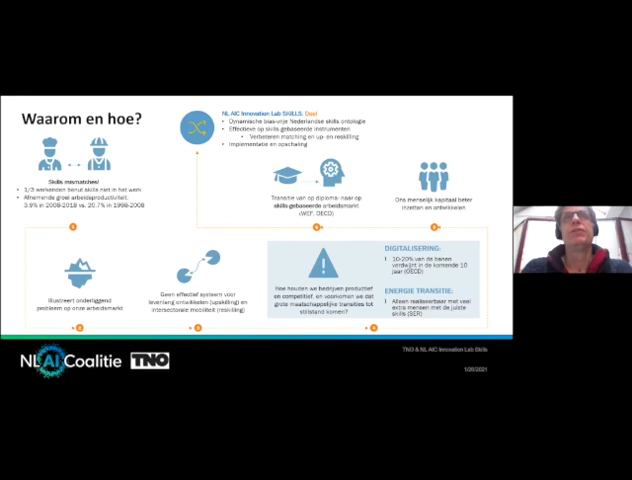 Waarom en hoe?
NL AIC Innovation Lab SKILLS: Doel
Dynamische bias-vrije Nederlandse skills ontologie
Effectieve op skills gebaseerde instrumenten
Verbeteren matching en up- en reskilling
Implementatie en opschaling
Skills mismatches!
1/3 werkenden benut skills niet in het werk
Afnemende groei arbeidsproductiviteit:
3.9% in 2008-2018 vs. 20.7% in 1998-2008
Transitie van op diploma- naar op
skills gebaseerde arbeidsmarkt
(WEF, OECD)
Ons menselijk kapitaal beter
inzetten en ontwikkelen
Illustreert onderliggend
probleem op onze arbeidsmarkt
Geen effectief systeem voor
levenlang ontwikkelen (upskilling) en
intersectorale mobiliteit (reskilling)
Hoe houden we bedrijven productief
en competitief, en voorkomen we dat
grote maatschappelijke transities tot
stilstand komen?
DIGITALISERING:
10-20% van de banen
verdwijnt in de komende 10
jaar (OECD)
ENERGIE TRANSITIE:
Alleen realiseerbaar met veel
extra mensen met de juiste
skills (SER)
NL AI Coalitie TNO
TNO & NL AIC Innovation Lab Skills
1/28/2021